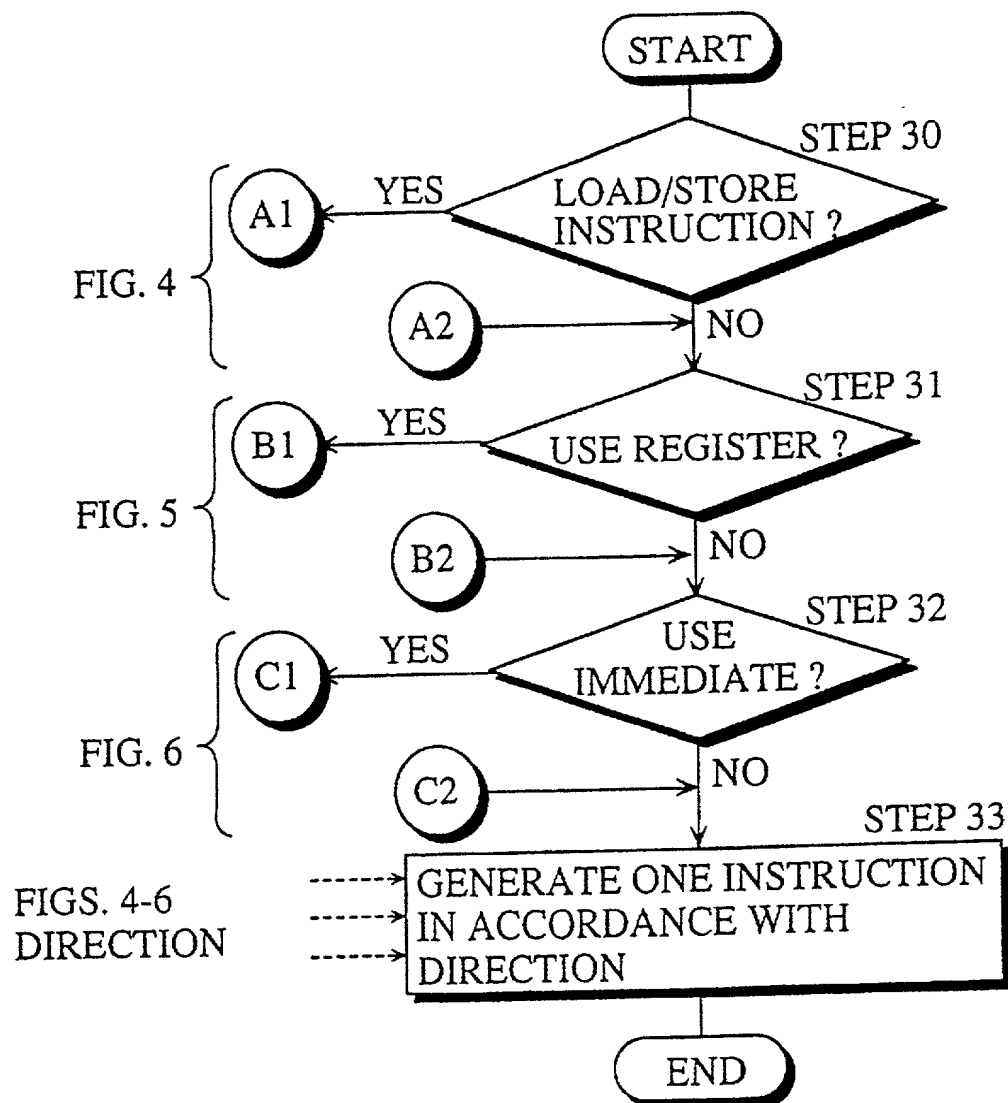 START
STEP 30
LOAD/STORE
INSTRUCTION ?
YES
A1
FIG. 4
A2
NO
STEP 31
USE REGISTER ?
YES
B1
FIG. 5
B2
NO
STEP 32
USE
IMMEDIATE ?
YES
C1
FIG. 6
C2
NO
STEP 33
GENERATE ONE INSTRUCTION
IN ACCORDANCE WITH
DIRECTION
FIGS. 4-6
DIRECTION
END